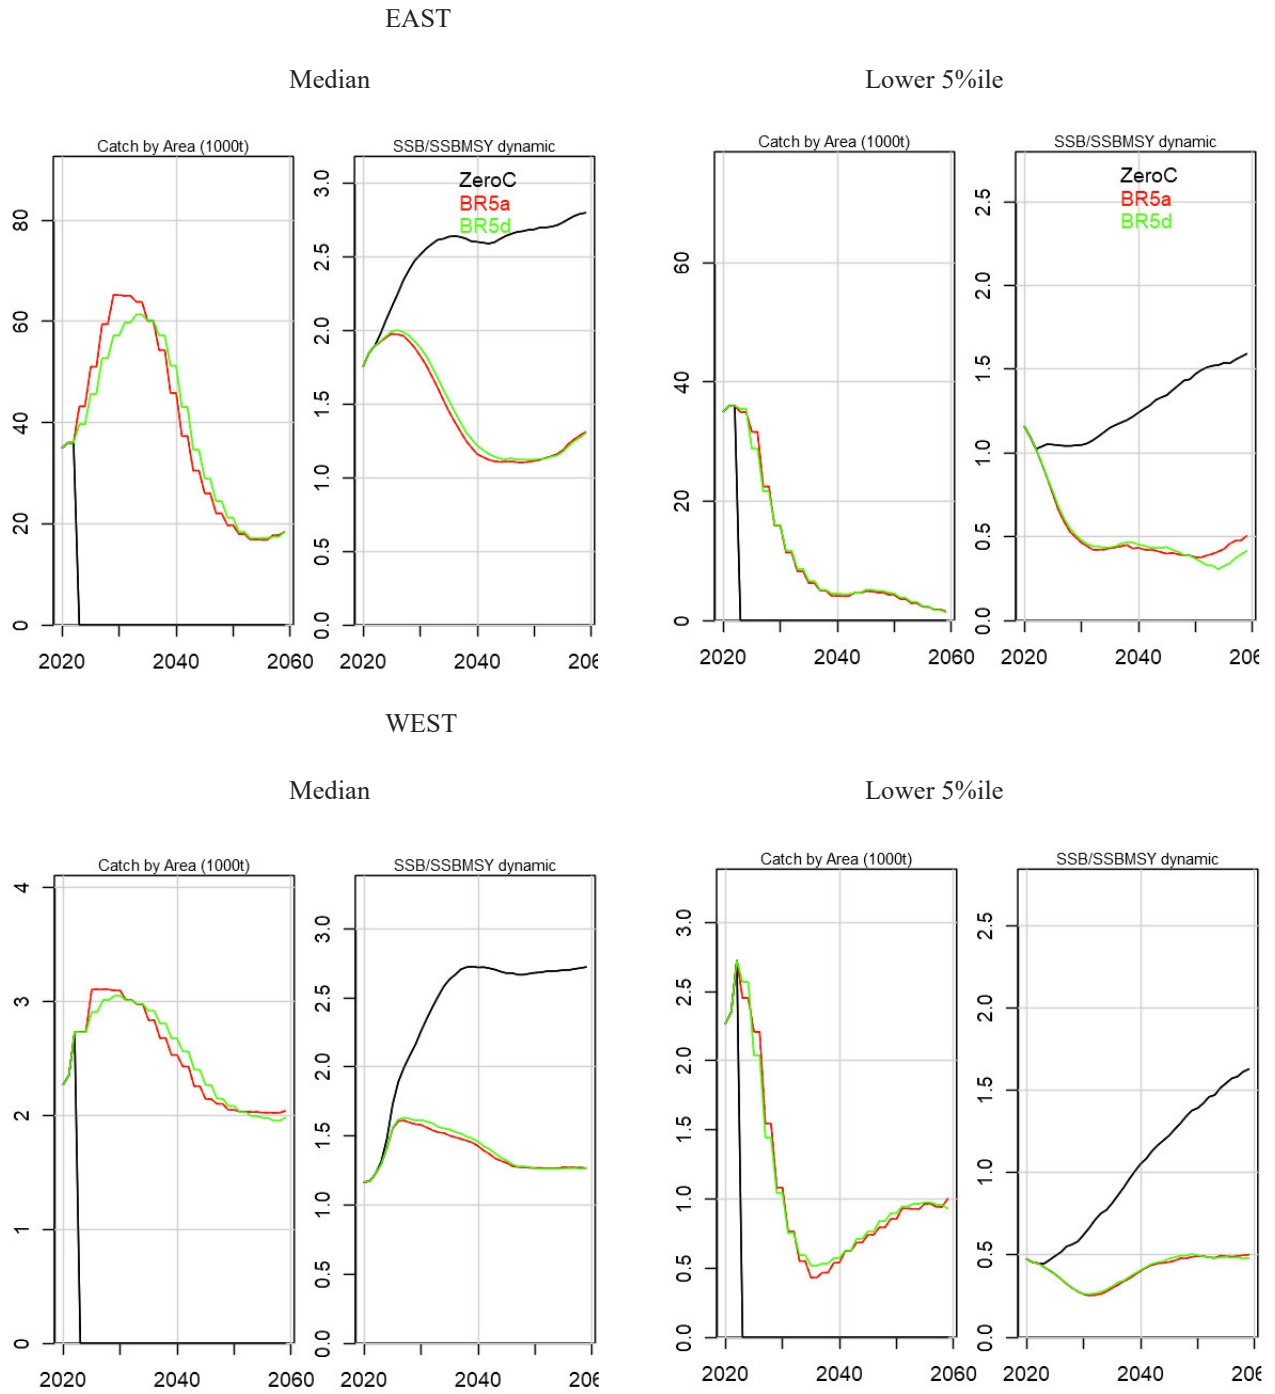 EAST
Median
Lower 5%ile
Catch by Area (1000t)
SSB/SSBMSY dynamic
Catch by Area (1000t)
SSB/SSBMSY dynamic
ZeroC
BR5a
BR5d
ZeroC
BR5a
BR5d
0 20 40 60 80
0.0 0.5 1.0 1.5 2.0 2.5 3.0
0 20 40 60
0.0 0.5 1.0 1.5 2.0 2.5
2020 2040 2060
2020 2040 206
2020 2040 2060
2020 2040 206
WEST
Median
Lower 5%ile
Catch by Area (1000t)
SSB/SSBMSY dynamic
Catch by Area (1000t)
SSB/SSBMSY dynamic
0 1 2 3 4
0.0 0.5 1.0 1.5 2.0 2.5 3.0
0.0 0.5 1.0 1.5 2.0 2.5 3.0
0.0 0.5 1.0 1.5 2.0 2.5
2020 2040 2060
2020 2040 206
2020 2040 2060
2020 2040 206